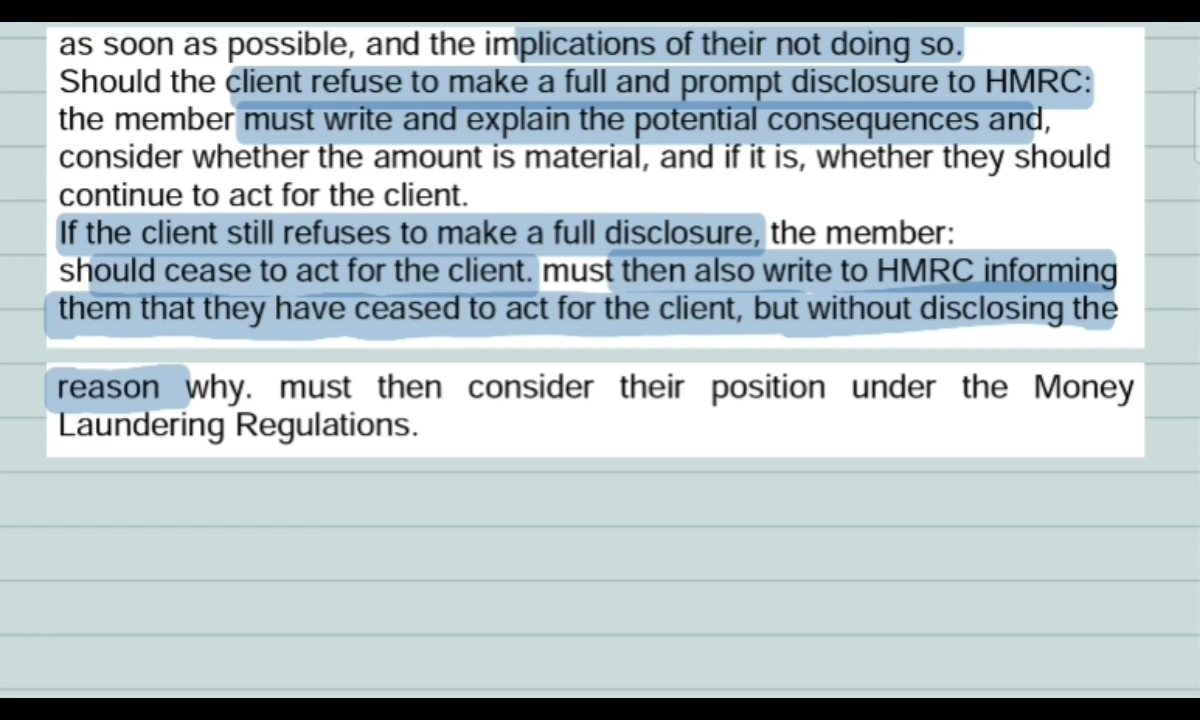 as soon as possible, and the implications of their not doing so.
Should the client refuse to make a full and prompt disclosure to HMRC:
the member must write and explain the potential consequences and,
consider whether the amount is material, and if it is, whether they should
continue to act for the client.
If the client still refuses to make a full disclosure, the member:
should cease to act for the client. must then also write to HMRC informing
them that they have ceased to act for the client, but without disclosing the
reason why. must then consider their position under the Money
Laundering Regulations.